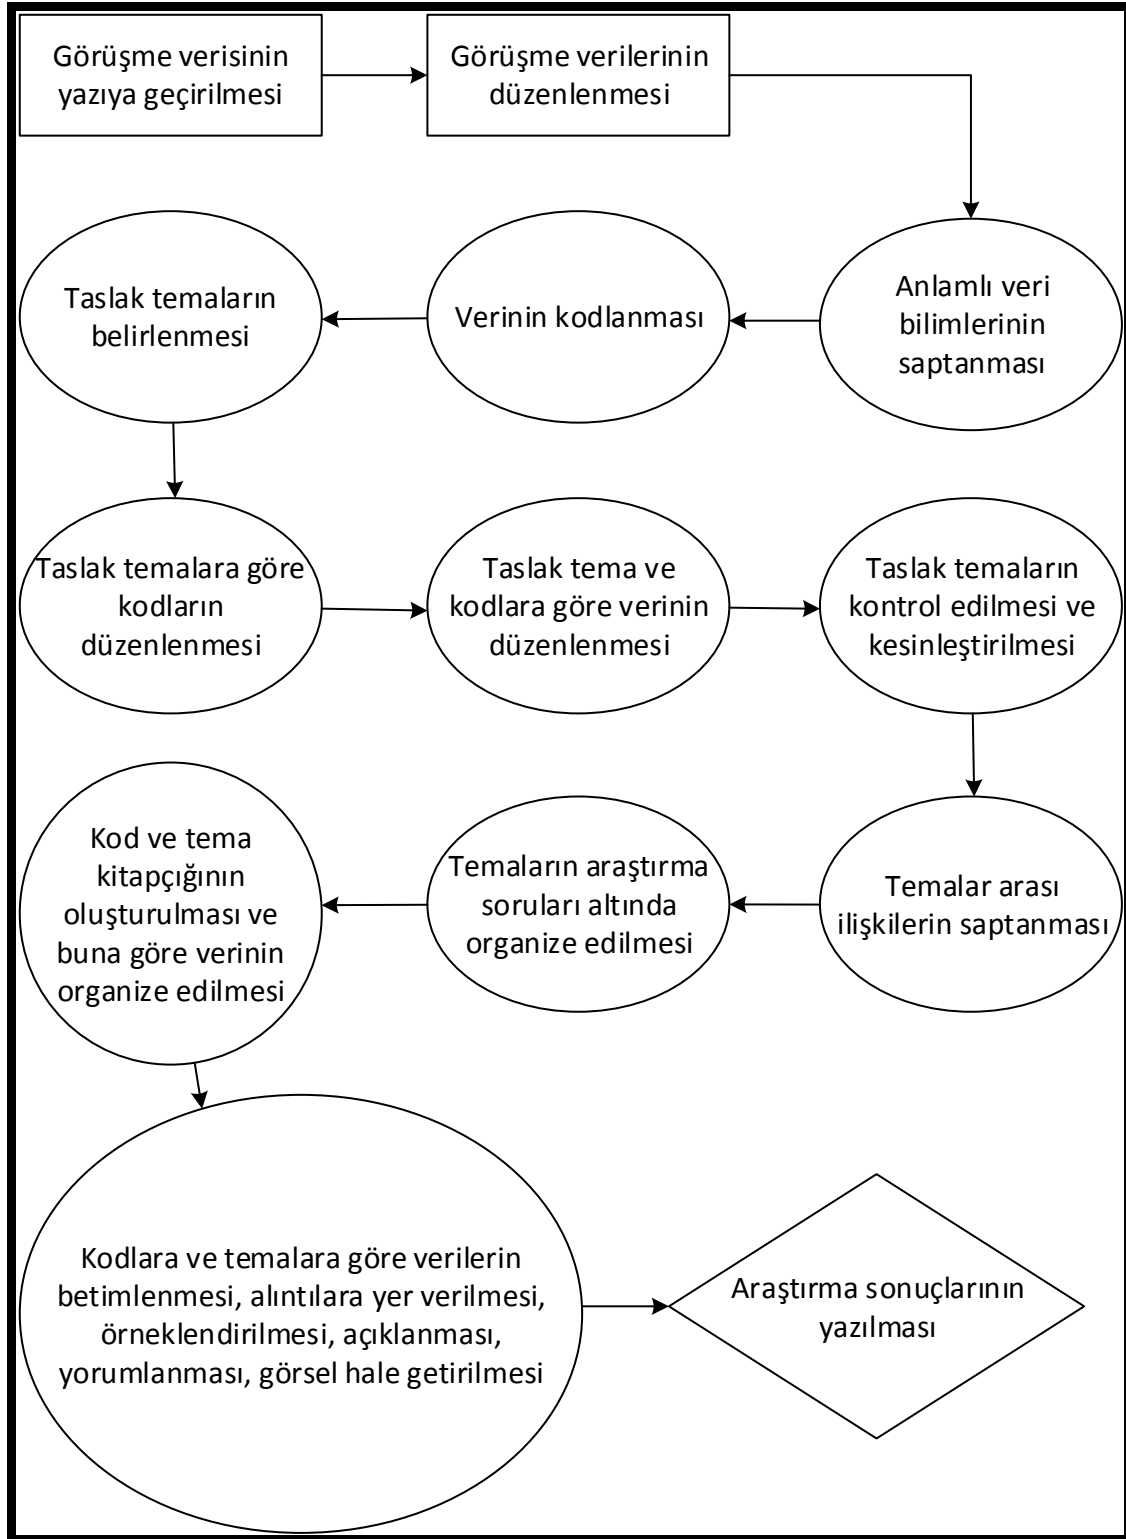 Görüşme verisinin
yazıya geçirilmesi
Görüşme verilerinin
düzenlenmesi
Anlamlı veri
bilimlerinin
saptanması
Verinin kodlanması
Taslak temaların
belirlenmesi
Taslak temalara göre
kodların
düzenlenmesi
Taslak tema ve
kodlara göre verinin
düzenlenmesi
Taslak temaların
kontrol edilmesi ve
kesinleştirilmesi
Temalar arası
ilişkilerin saptanması
Temaların araştırma
soruları altında
organize edilmesi
Kod ve tema
kitapçığının
oluşturulması ve
buna göre verinin
organize edilmesi
Kodlara ve temalara göre verilerin
betimlenmesi, alıntılara yer verilmesi,
örneklendirilmesi, açıklanması,
yorumlanması, görsel hale getirilmesi
Araştırma sonuçlarının
yazılması